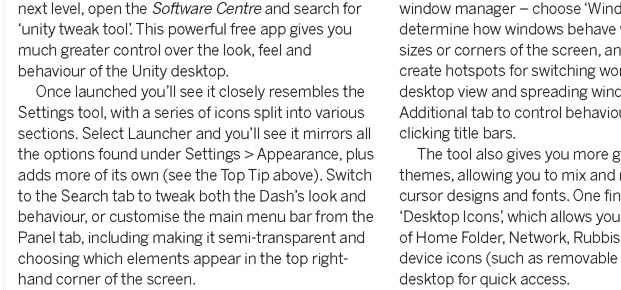 next level, open the Software Centre and search for
‘unity tweak tool’. This powerful free app gives you
much greater control over the look, feel and
behaviour of the Unity desktop.
Once launched you’ll see it closely resembles the
Settings tool, with a series of icons split into various
sections. Select Launcher and you’ll see it mirrors all
the options found under Settings > Appearance, plus
adds more of its own (see the Top Tip above). Switch
to the Search tab to tweak both the Dash’s look and
behaviour, or customise the main menu bar from the
Panel tab, including making it semi-transparent and
choosing which elements appear in the top right-
hand corner of the screen.
window manager – choose ‘Wind
determine how windows behave
sizes or corners of the screen, an
create hotspots for switching wor
desktop view and spreading wind
Additional tab to control behaviou
clicking title bars.
The tool also gives you more g
themes, allowing you to mix and
cursor designs and fonts. One fin
‘Desktop Icons’, which allows you
of Home Folder, Network, Rubbis
device icons (such as removable
desktop for quick access.